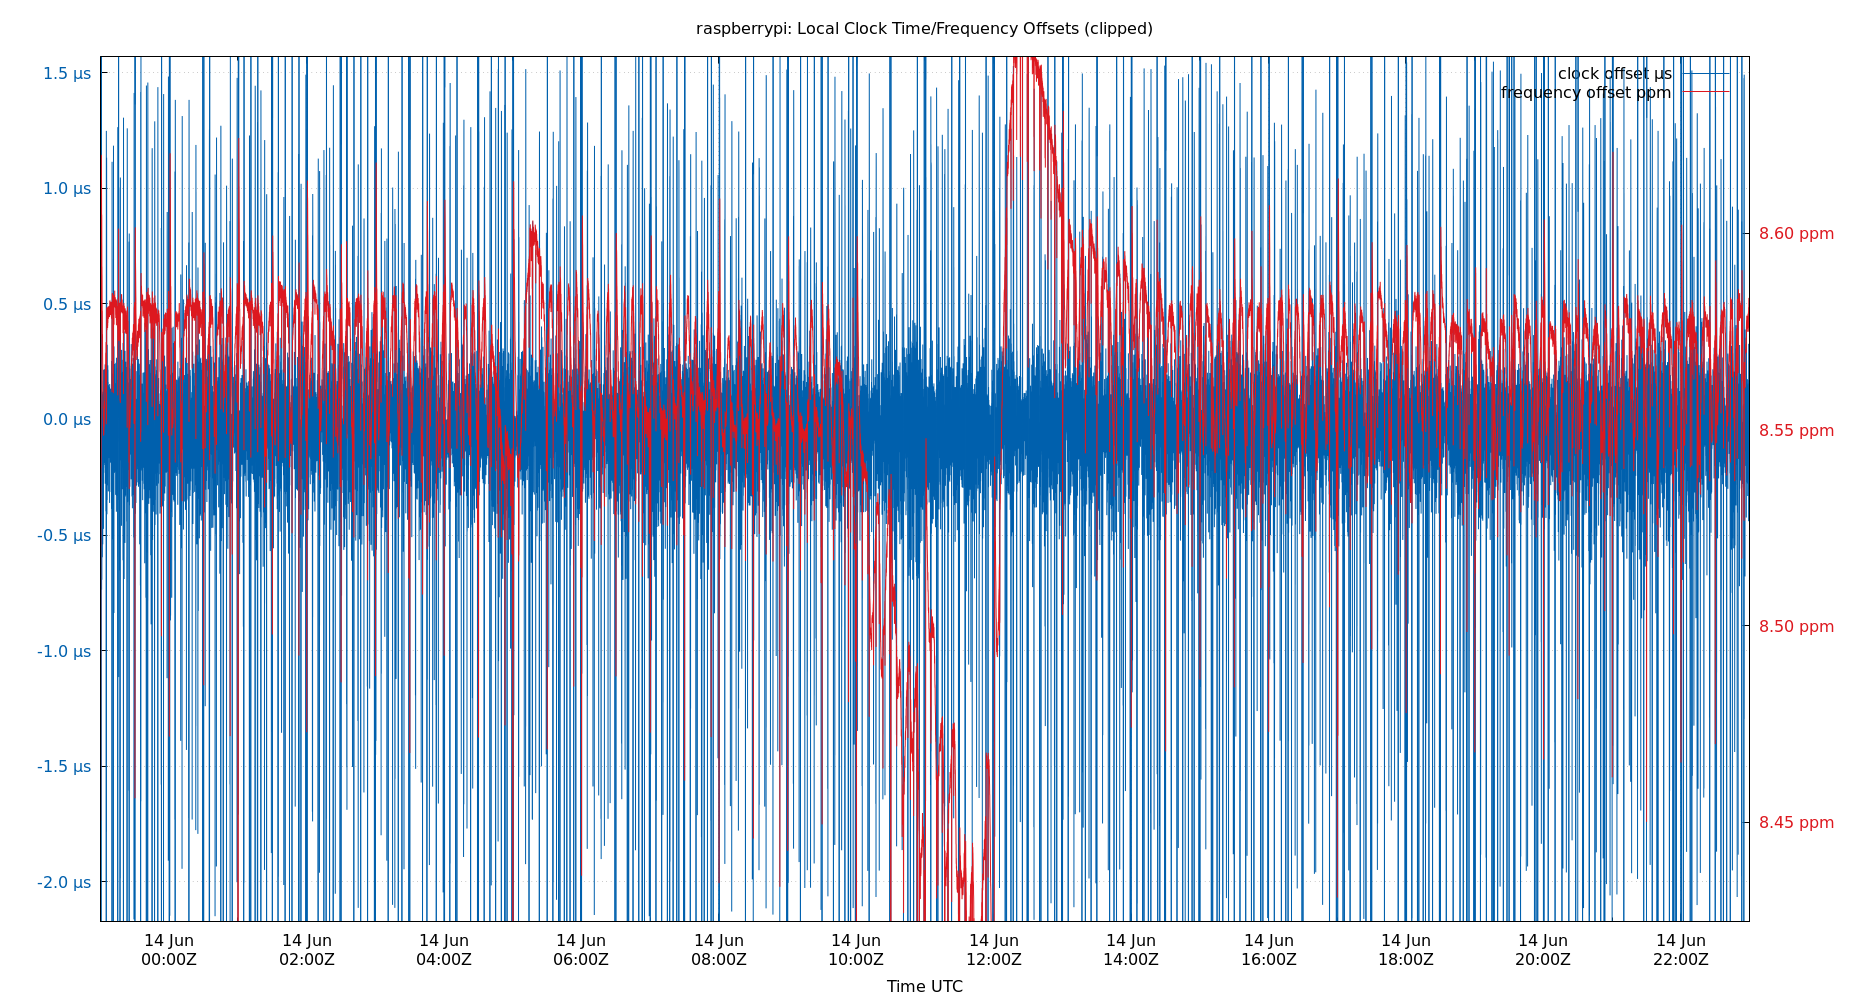 raspberrypi: Local Clock Time/Frequency Offsets (clipped)
clock offset µs
frequency offset ppm
1.5 µs
1.0 µs
0.5 µs
0.0 µs
-0.5 µs
-1.0 µs
-1.5 µs
-2.0 µs
8.60 ppm
8.55 ppm
8.50 ppm
8.45 ppm
14 Jun 14 Jun 14 Jun 14 Jun 14 Jun 14 Jun 14 Jun 14 Jun 14 Jun 14 Jun 14 Jun 14 Jun
00:00Z 02:00Z 04:00Z 06:00Z 08:00Z 10:00Z 12:00Z 14:00Z 16:00Z 18:00Z 20:00Z 22:00Z
Time UTC